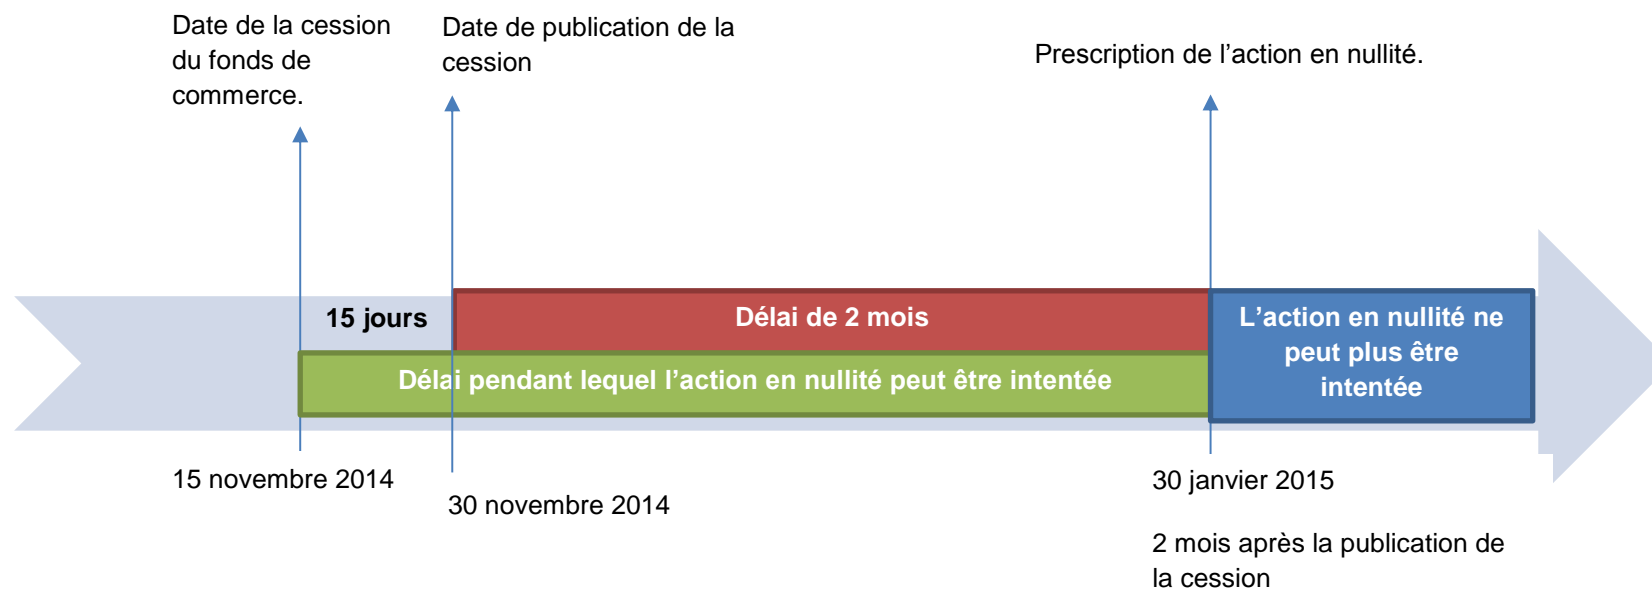 Date de la cession
du fonds de
commerce.
Date de publication de la
cession
Prescription de l’action en nullité.
15 jours
Délai de 2 mois
L’action en nullité ne
peut plus être
intentée
Délai pendant lequel l’action en nullité peut être intentée
15 novembre 2014
30 novembre 2014
30 janvier 2015
2 mois après la publication de
la cession